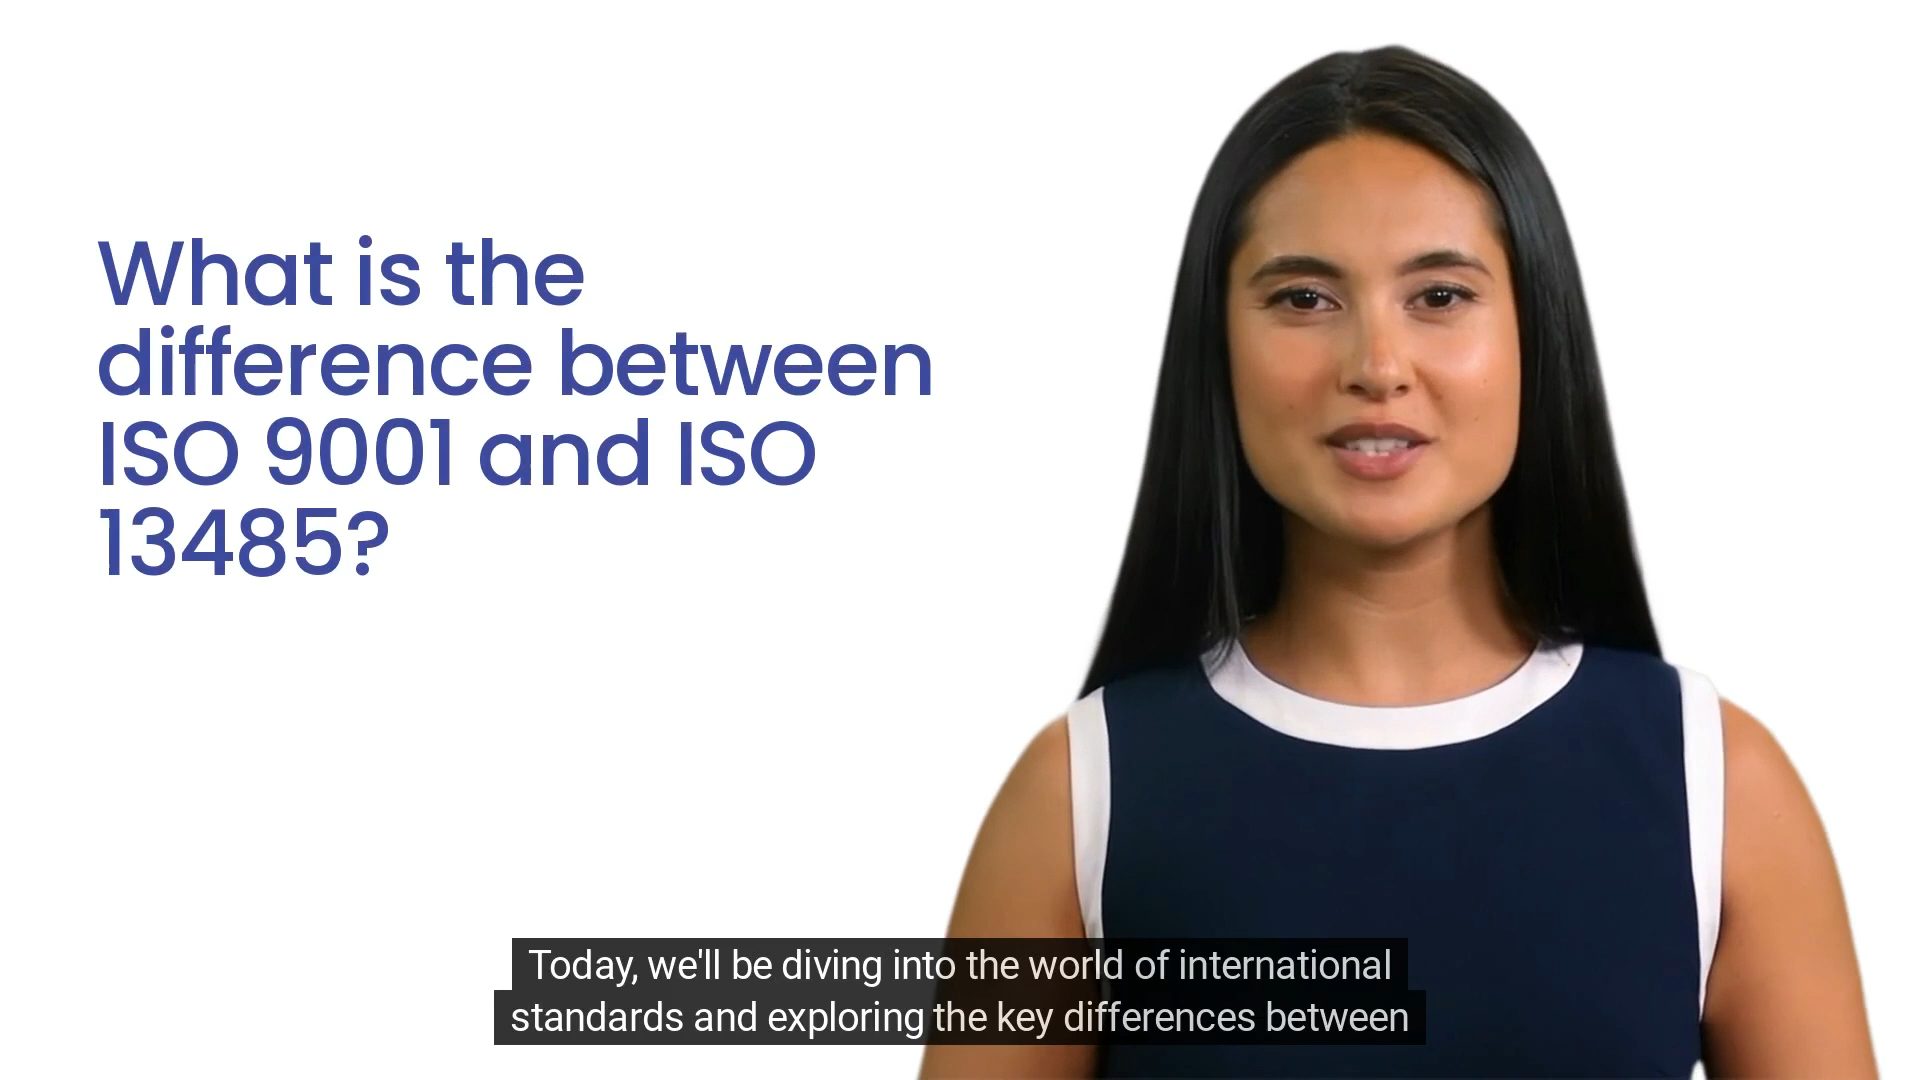 What is the
difference between
ISO 9001 and ISO
13485?
Today, we'll be diving into the world of international
standards and exploring the key differences between